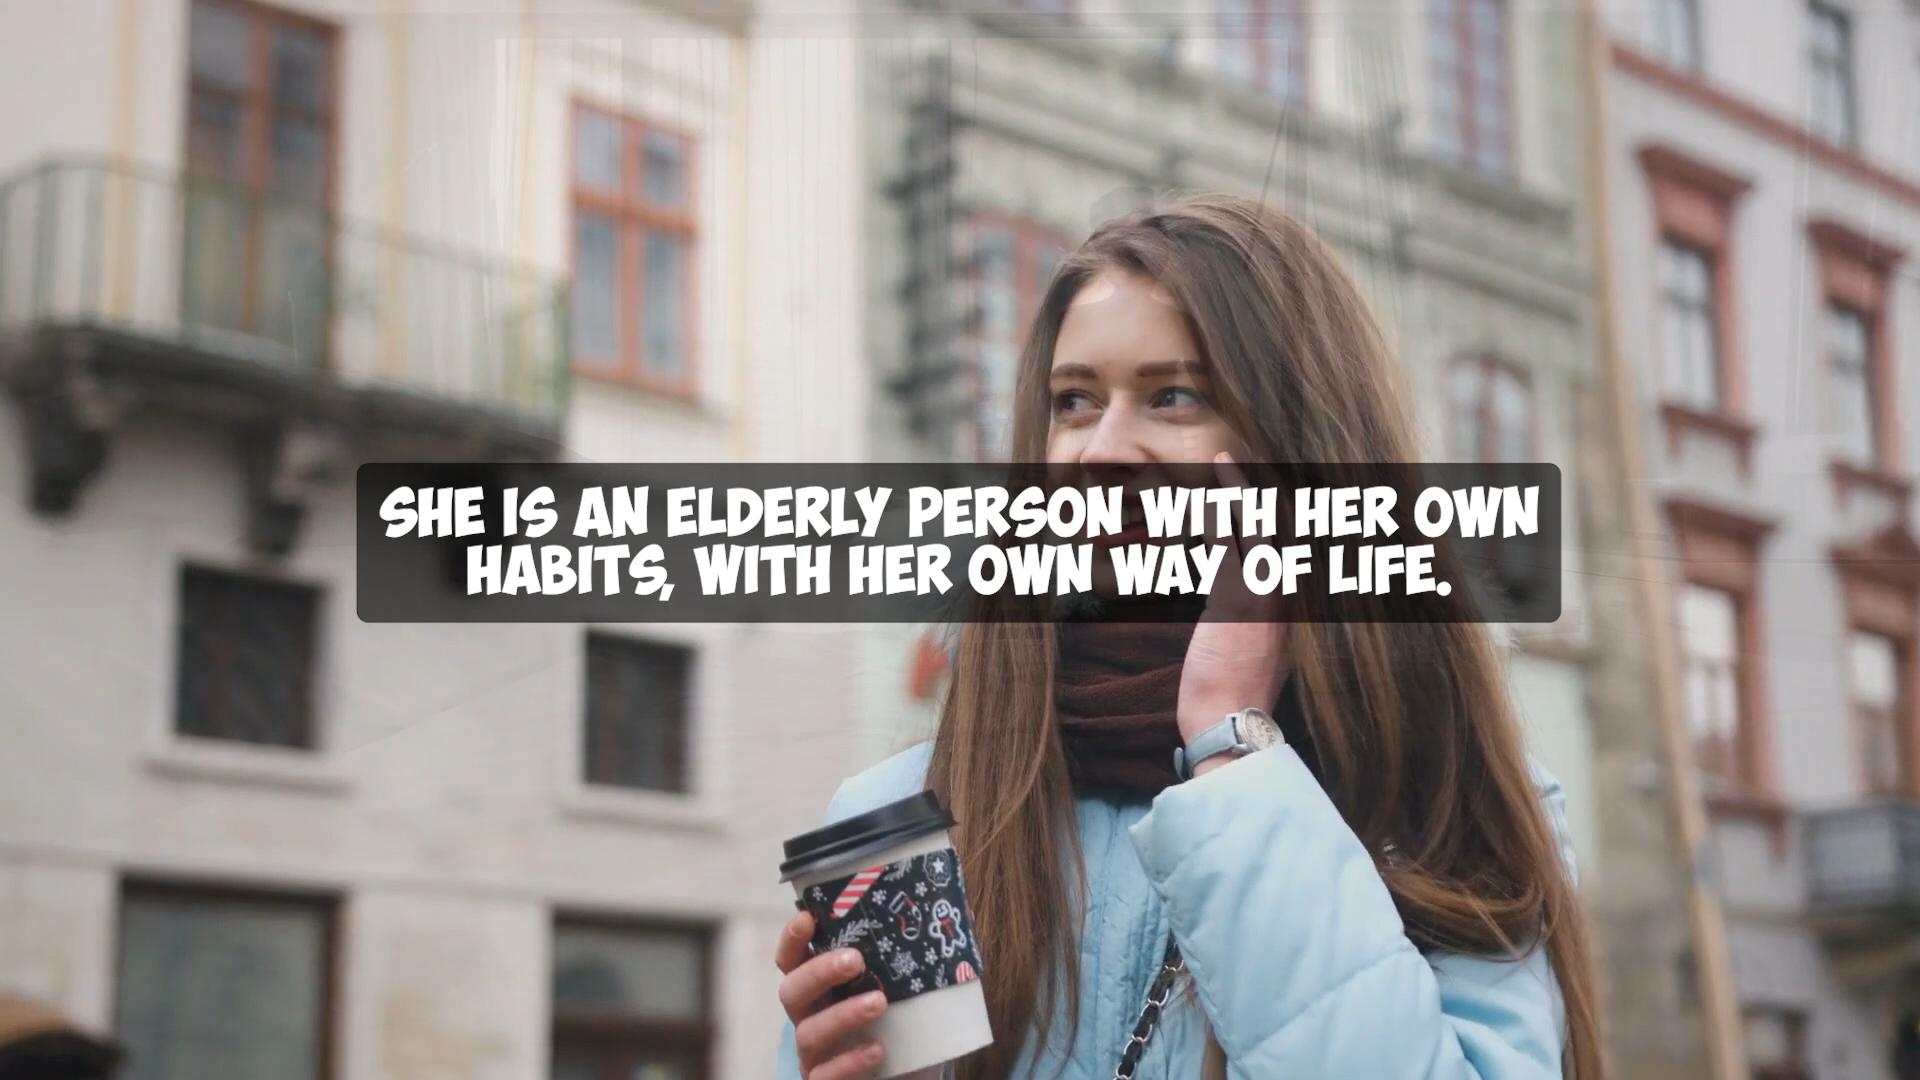 SHE IS AN ELDERLY PERSON WITH HER OWN
HABITS, WITH HER OWN WAY OF LIFE.